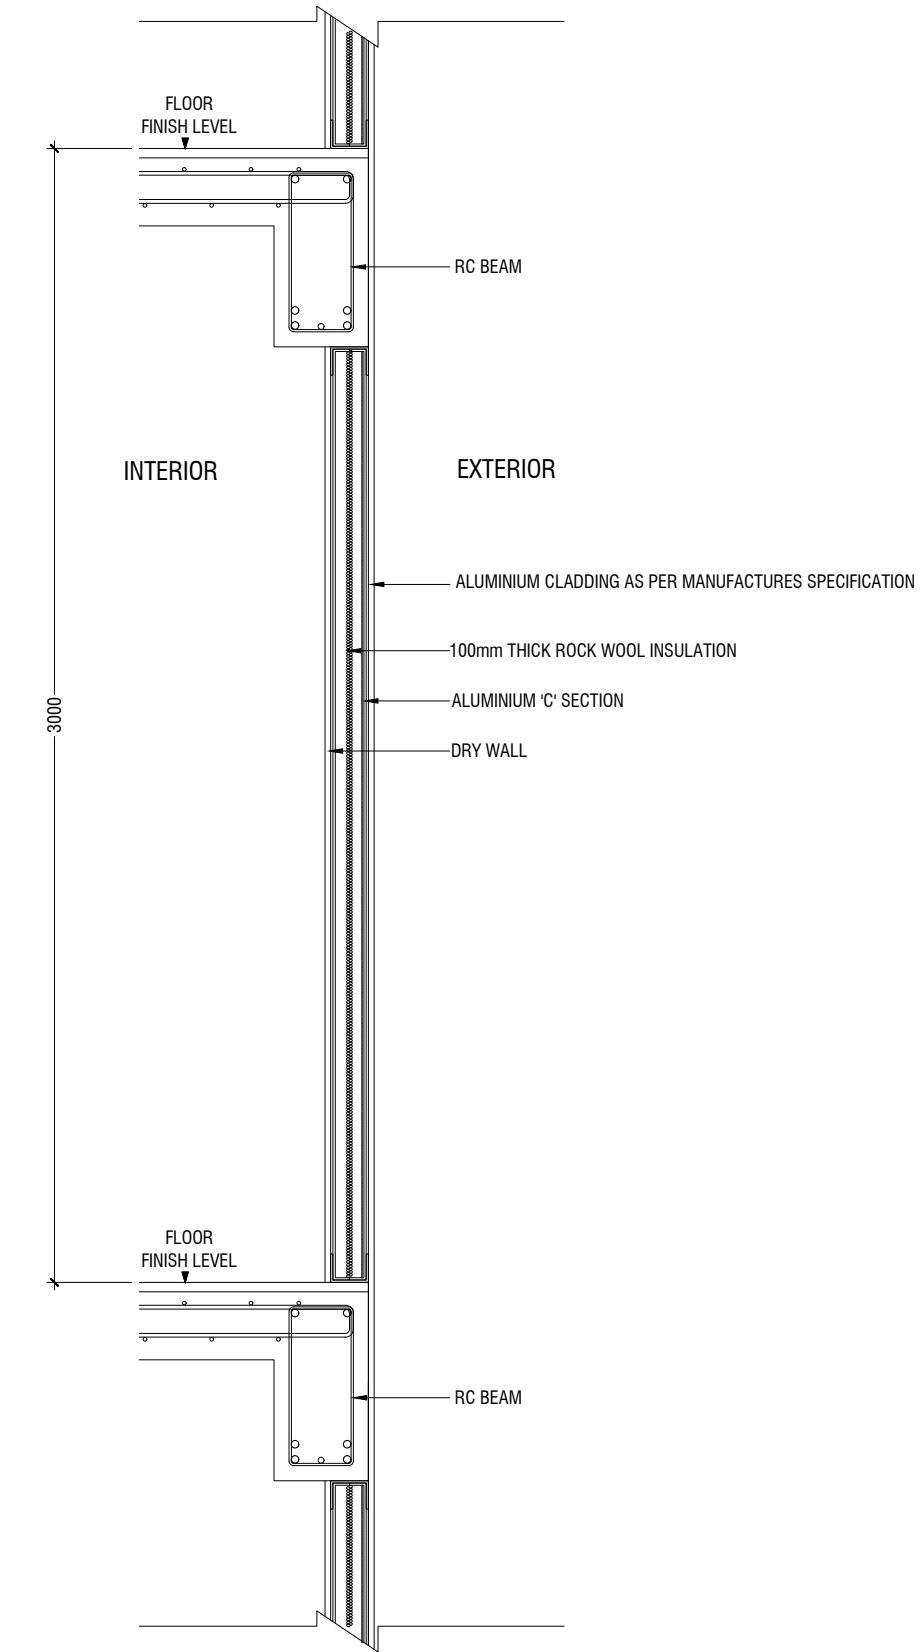 FLOOR
FINISH LEVEL
RC BEAM
INTERIOR
EXTERIOR
ALUMINIUM CLADDING AS PER MANUFACTURES SPECIFICATION
100mm THICK ROCK WOOL INSULATION
ALUMINIUM 'C' SECTION
3000
DRY WALL
FLOOR
FINISH LEVEL
RC BEAM